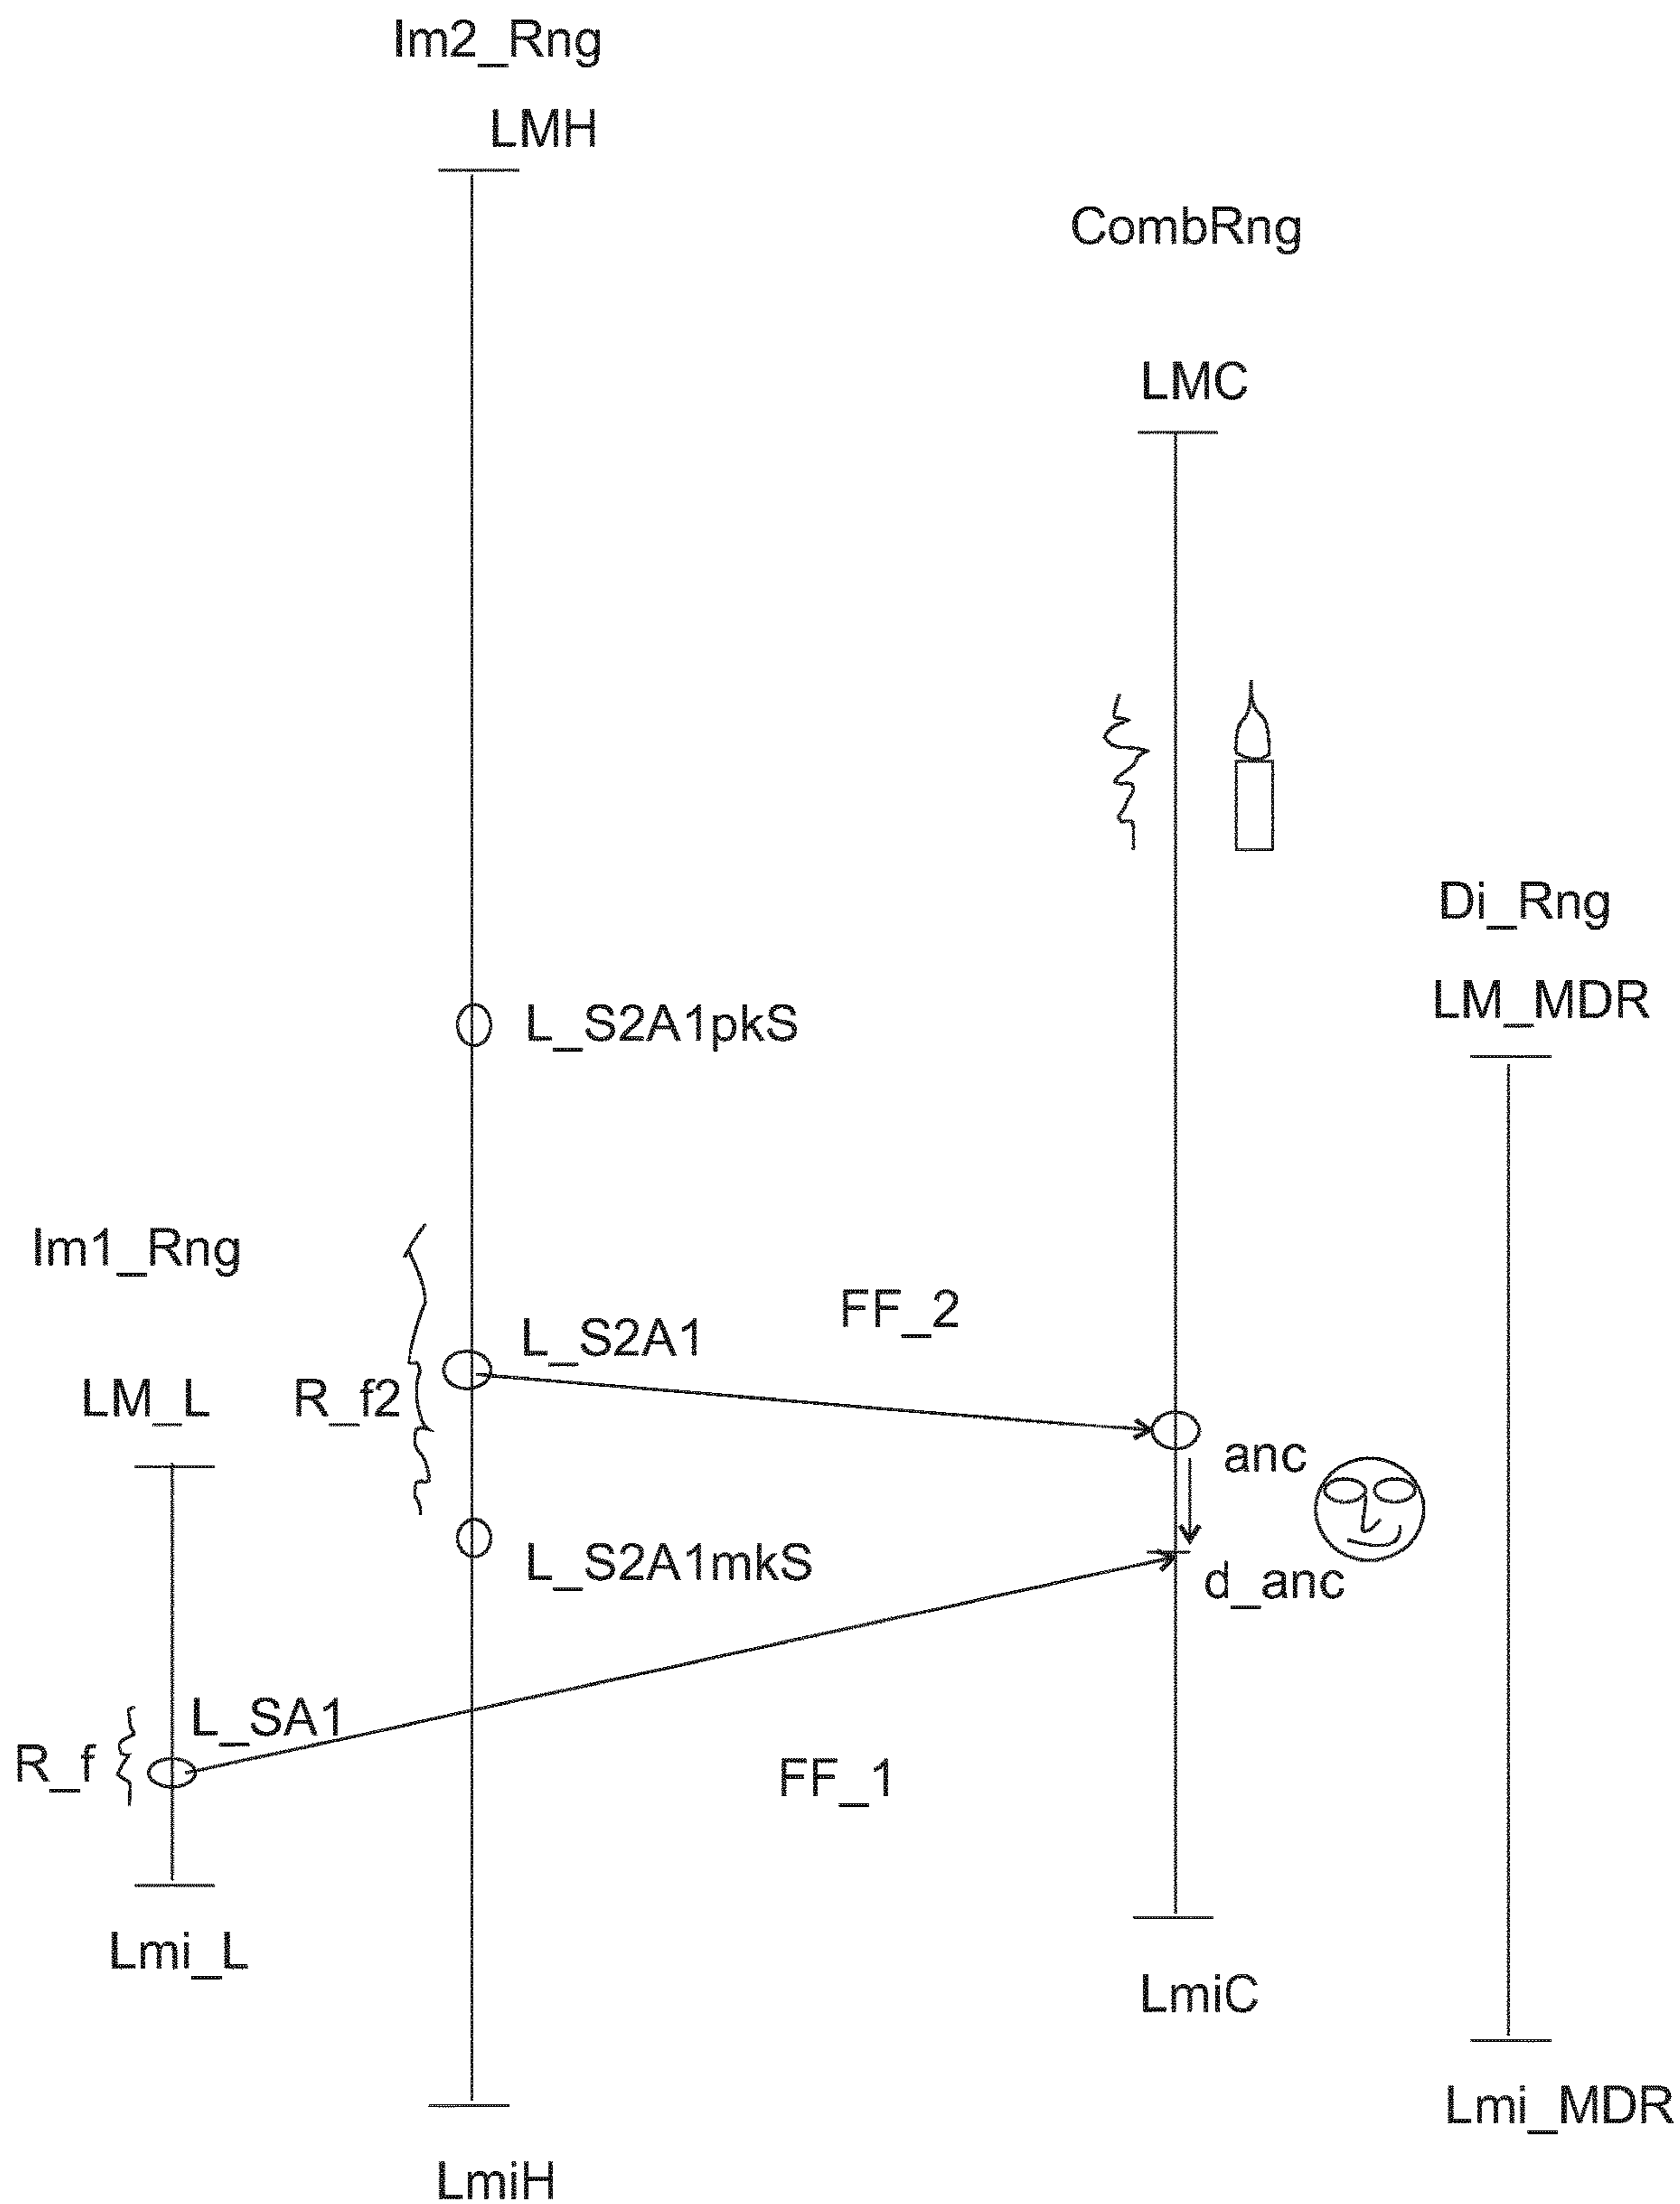 Im2_Rng
LMH
CombRng
LMC
Di_Rng
LM_MDR
L_S2A1pkS
Im1_Rng
FF_2
L_S2A1
LM_L
R_f2
anc
L_S2A1mkS
d_anc
L_SA1
R_f
FF_1
Lmi_L
LmiC
Lmi_MDR
LmiH